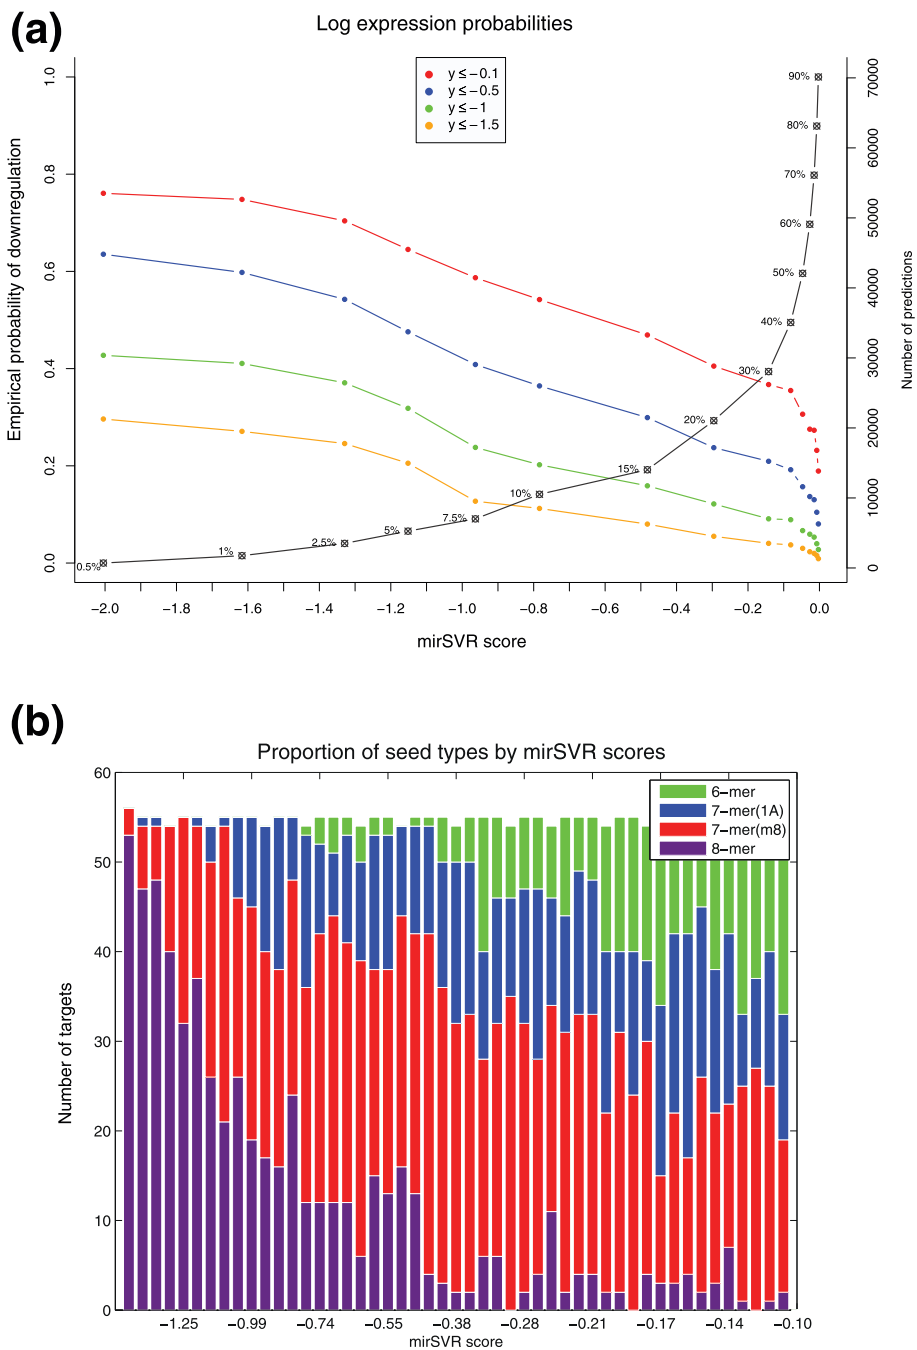 (a)
Log expression probabilities
y ≤ −0.1
y ≤ −0.5
y ≤ −1
y ≤ −1.5
Empirical probability of downregulation
1.0
0.8
0.6
0.4
0.2
0.0
Number of predictions
70000
60000
50000
40000
30000
20000
10000
0
0.5%
1%
2.5%
5%
7.5%
10%
15%
20%
30%
40%
50%
60%
70%
80%
90%
−2.0 −1.8 −1.6 −1.4 −1.2 −1.0 −0.8 −0.6 −0.4 −0.2 0.0
mirSVR score
(b)
Proportion of seed types by mirSVR scores
6−mer
7−mer(1A)
7−mer(m8)
8−mer
Number of targets
60
50
40
30
20
10
0
−1.25 −0.99 −0.74 −0.55 −0.38 −0.28 −0.21 −0.17 −0.14 −0.10
mirSVR score